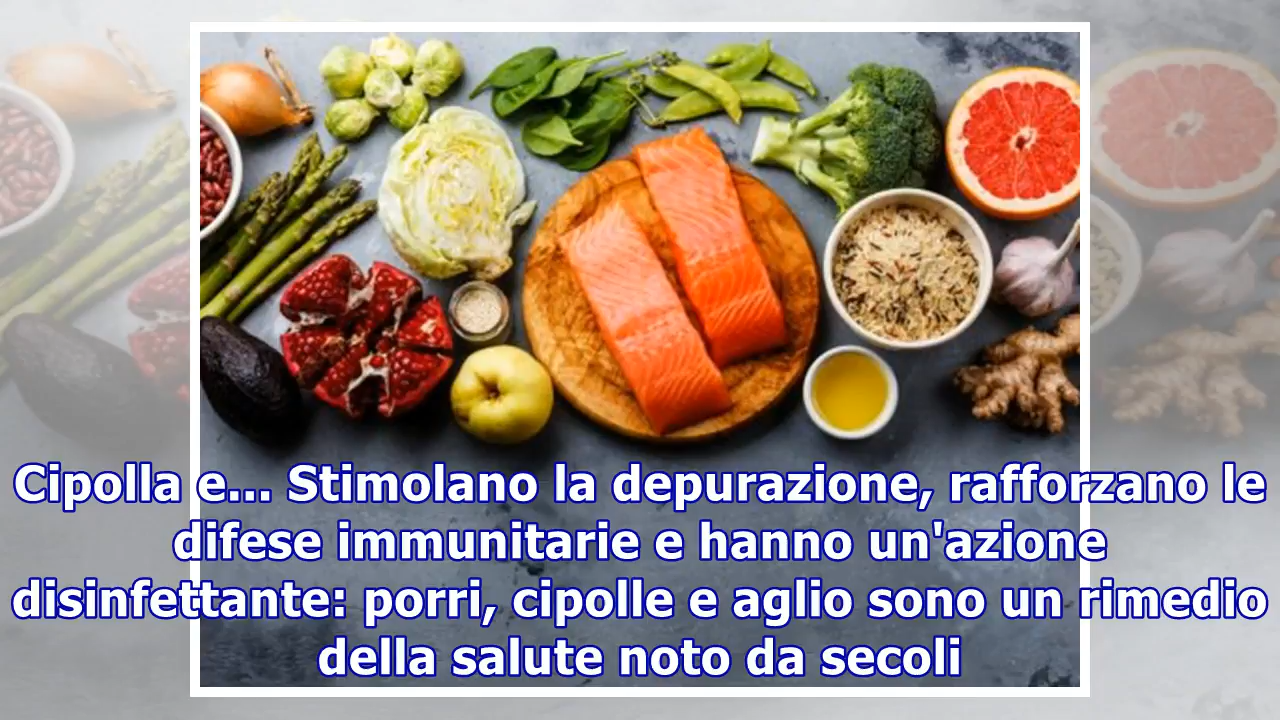 Cipolla e... Stimolano la depurazione, rafforzano le
difese immunitarie e hanno un'azione
disinfettante: porri, cipolle e aglio sono un rimedio
della salute noto da secoli